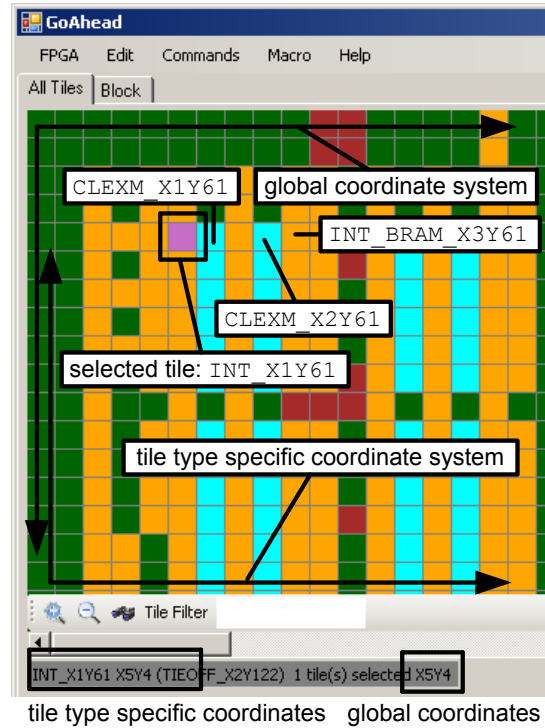 GoAhead
FPGA Edit Commands Macro Help
All Tiles Block
CLEXM_X1Y61
global coordinate system
INT_BRAM_X3Y61
CLEXM_X2Y61
selected tile: INT_X1Y61
tile type specific coordinate system
Tile Filter
INT_X1Y61 X5Y4 (TIEOFF_X2Y122) 1 tile(s) selected X5Y4
tile type specific coordinates global coordinates